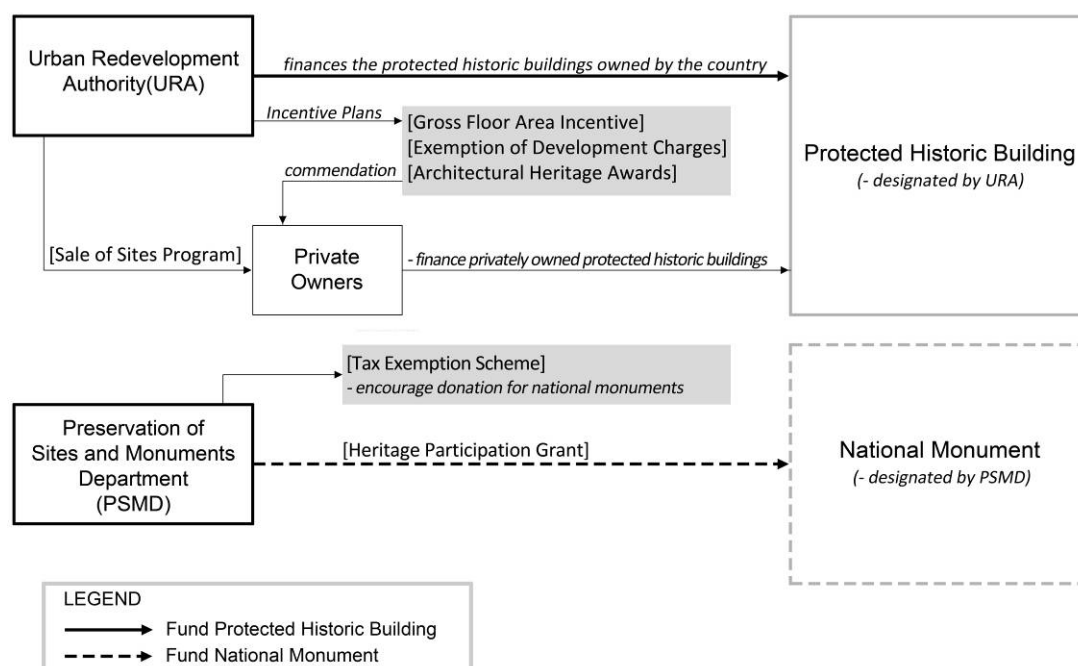 Urban Redevelopment
Authority(URA)
finances the protected historic buildings owned by the country
Incentive Plans
[Gross Floor Area Incentive]
[Exemption of Development Charges]
[Architectural Heritage Awards]
commendation
Protected Historic Building
(- designated by URA)
[Sale of Sites Program]
Private
Owners
- finance privately owned protected historic buildings
[Tax Exemption Scheme]
- encourage donation for national monuments
Preservation of
Sites and Monuments
Department
(PSMD)
[Heritage Participation Grant]
National Monument
(- designated by PSMD)
LEGEND
Fund Protected Historic Building
Fund National Monument